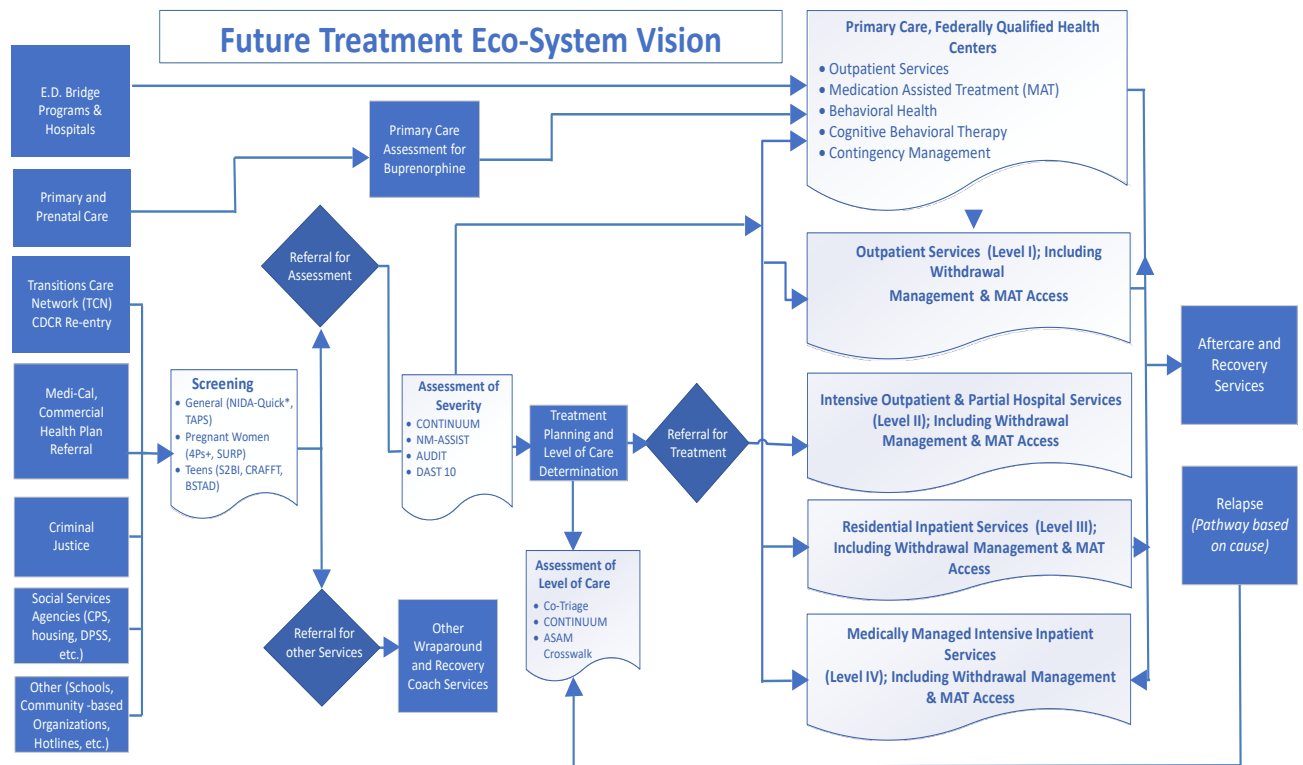 Future Treatment Eco-System Vision
E.D. Bridge
Programs &
Hospitals
Primary and
Prenatal Care
Transitions Care
Network (TCN)
CDCR Re-entry
Medi-Cal,
Commercial
Health Plan
Referral
Criminal
Justice
Social Services
Agencies (CPS,
housing, DPSS,
etc.)
Other (Schools,
Community -based
Organizations,
Hotlines, etc.)
Screening
• General (NIDA-Quick*,
TAPS)
• Pregnant Women
(4Ps+, SURP)
• Teens (S2BI, CRAFFT,
BSTAD)
Primary Care
Assessment for
Buprenorphine
Referral for
Assessment
Referral for
other Services
Other
Wraparound
and Recovery
Coach Services
Assessment of
Severity
• CONTINUUM
• NM-ASSIST
• AUDIT
• DAST 10
Treatment
Planning and
Level of Care
Determination
Assessment of
Level of Care
• Co-Triage
• CONTINUUM
• ASAM
Crosswalk
Referral for
Treatment
Primary Care, Federally Qualified Health
Centers
• Outpatient Services
• Medication Assisted Treatment (MAT)
• Behavioral Health
• Cognitive Behavioral Therapy
• Contingency Management
Outpatient Services (Level I); Including
Withdrawal
Management & MAT Access
Intensive Outpatient & Partial Hospital Services
(Level II); Including Withdrawal
Management & MAT Access
Residential Inpatient Services (Level III);
Including Withdrawal Management & MAT
Access
Medically Managed Intensive Inpatient
Services
(Level IV); Including Withdrawal Management
& MAT Access
Aftercare and
Recovery
Services
Relapse
(Pathway based
on cause)